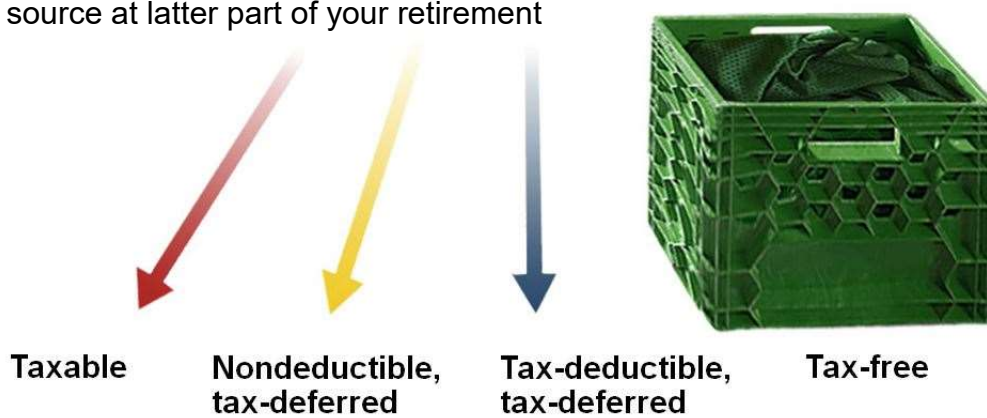 source at latter part of your retirement
Taxable
Nondeductible,
tax-deferred
Tax-deductible,
tax-deferred
Tax-free